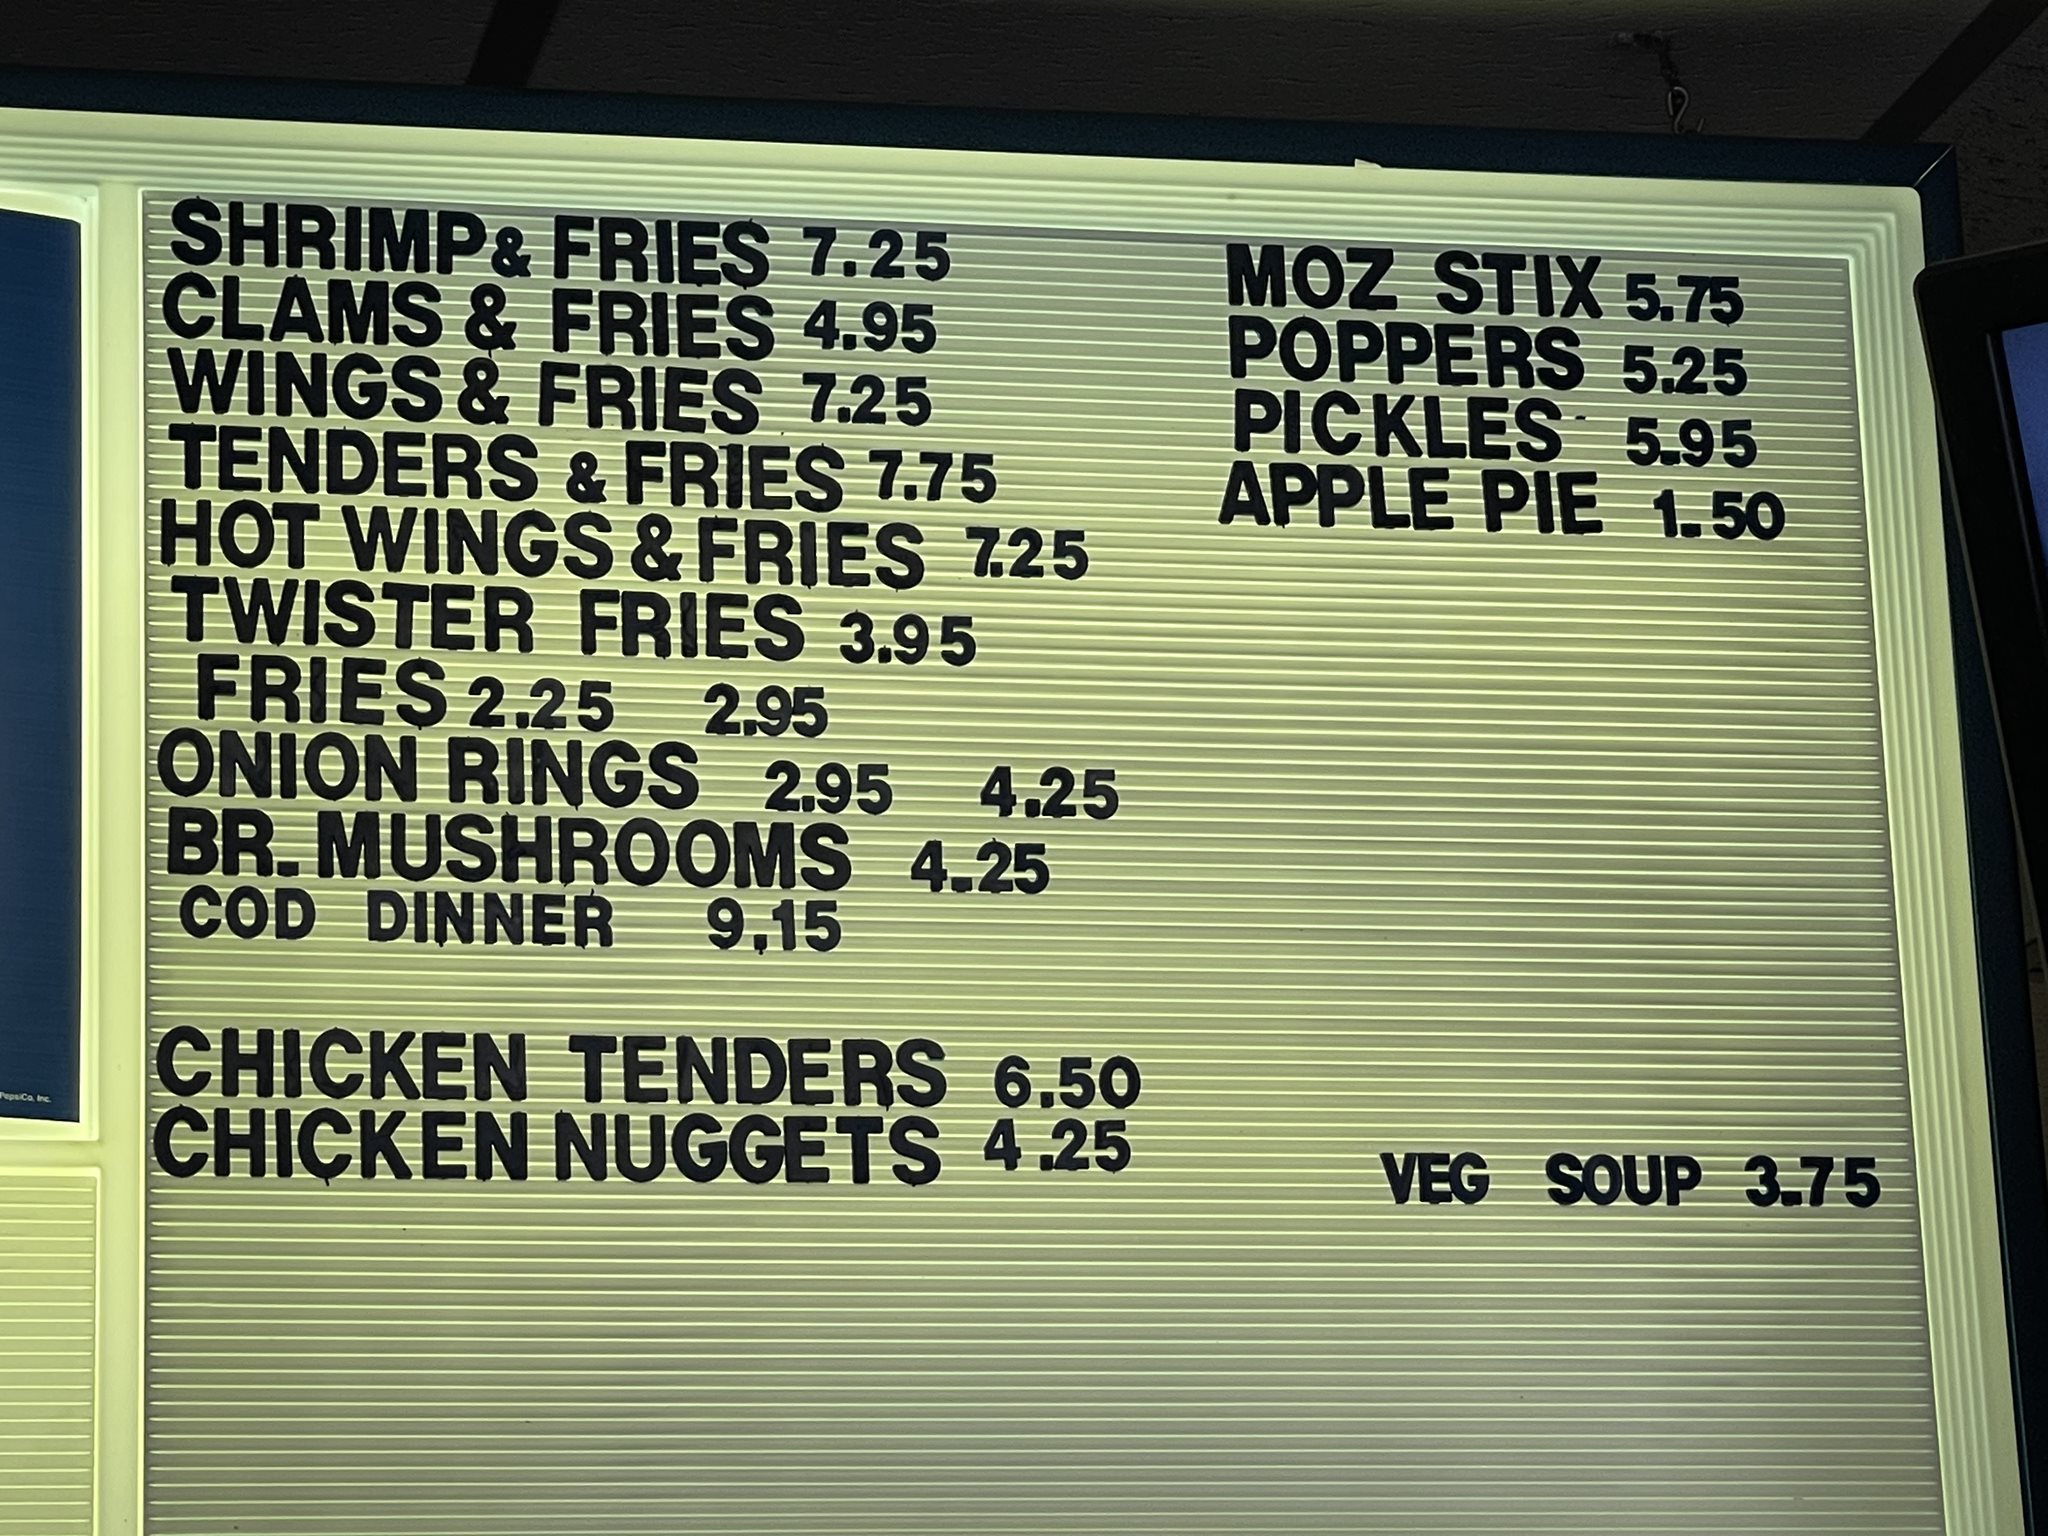 SHRIMP & FRIES 7.25
CLAMS & FRIES 4.95
WINGS & FRIES 7.25
TENDERS & FRIES 7.75
HOT WINGS & FRIES 7.25
TWISTER FRIES 3.95
FRIES 2.25 2.95
ONION RINGS 2.95 4.25
BR. MUSHROOMS 4.25
COD DINNER 9.15
CHICKEN TENDERS 6.50
CHICKEN NUGGETS 4.25
MOZ STIX 5.75
POPPERS 5.25
PICKLES 5.95
APPLE PIE 1.50
VEG SOUP 3.75
PepsiCo, Inc.